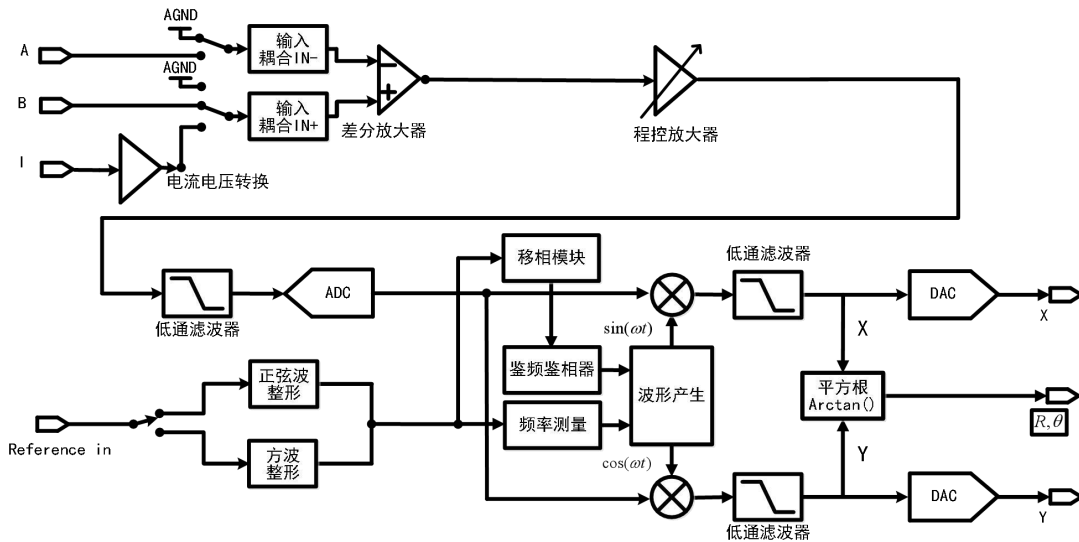 AGND
A
输入
耦合IN-
AGND
B
输入
耦合IN+
差分放大器
程控放大器
I
电流电压转换
移相模块
低通滤波器
ADC
DAC
X
低通滤波器
sin(ωt)
X
鉴频鉴相器
波形产生
平方根
Arctan()
正弦波
整形
频率测量
R,θ
Reference in
方波
整形
cos(ωt)
Y
DAC
Y
低通滤波器